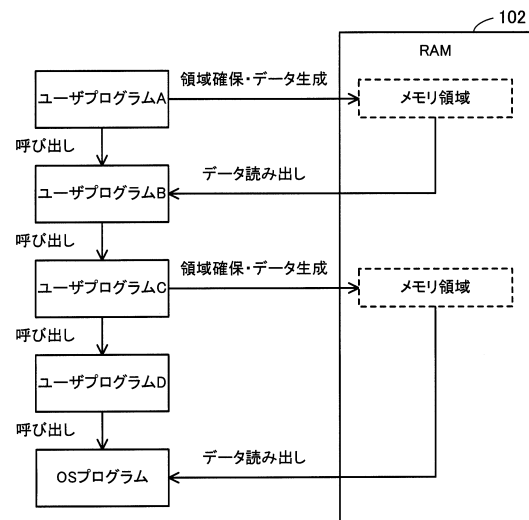 102
RAM
ユーザプログラムA
領域確保・データ生成
メモリ領域
呼び出し
データ読み出し
ユーザプログラムB
呼び出し
ユーザプログラムC
領域確保・データ生成
メモリ領域
呼び出し
ユーザプログラムD
呼び出し
データ読み出し
OSプログラム